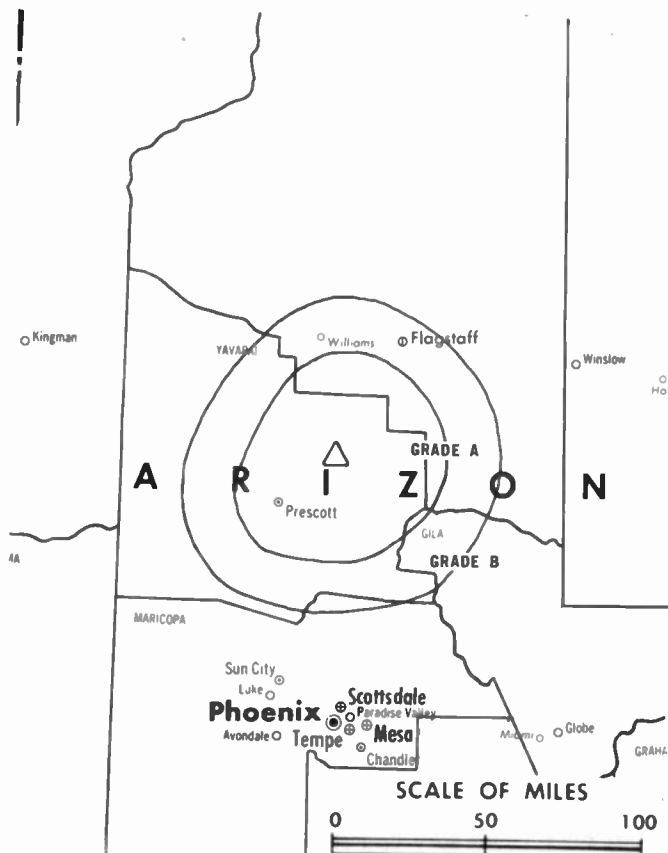 Kingman
YAVAPAI
Williams
Flagstaff
Winslow
GRADE A
A R I Z O N
Prescott
GILA
GRADE B
MARICOPA
Sun City
Luke
Scottsdale
Phoenix
Paradise Valley
Avondale
Tempe
Mesa
Miami
Globe
Chandler
SCALE OF MILES
0 50 100